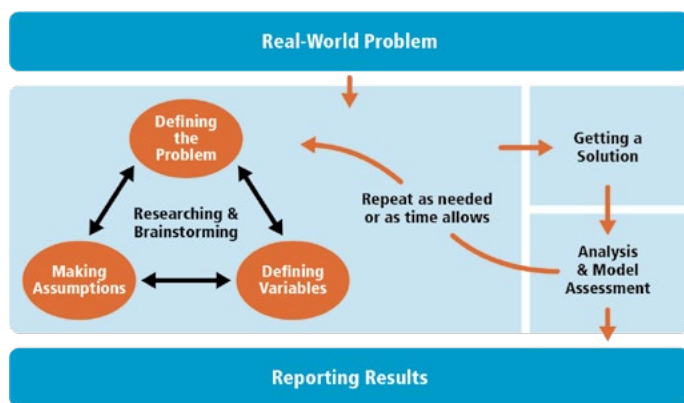 Real-World Problem
Defining
the
Problem
Researching &
Brainstorming
Making
Assumptions
Defining
Variables
Repeat as needed
or as time allows
Getting a
Solution
Analysis
& Model
Assessment
Reporting Results